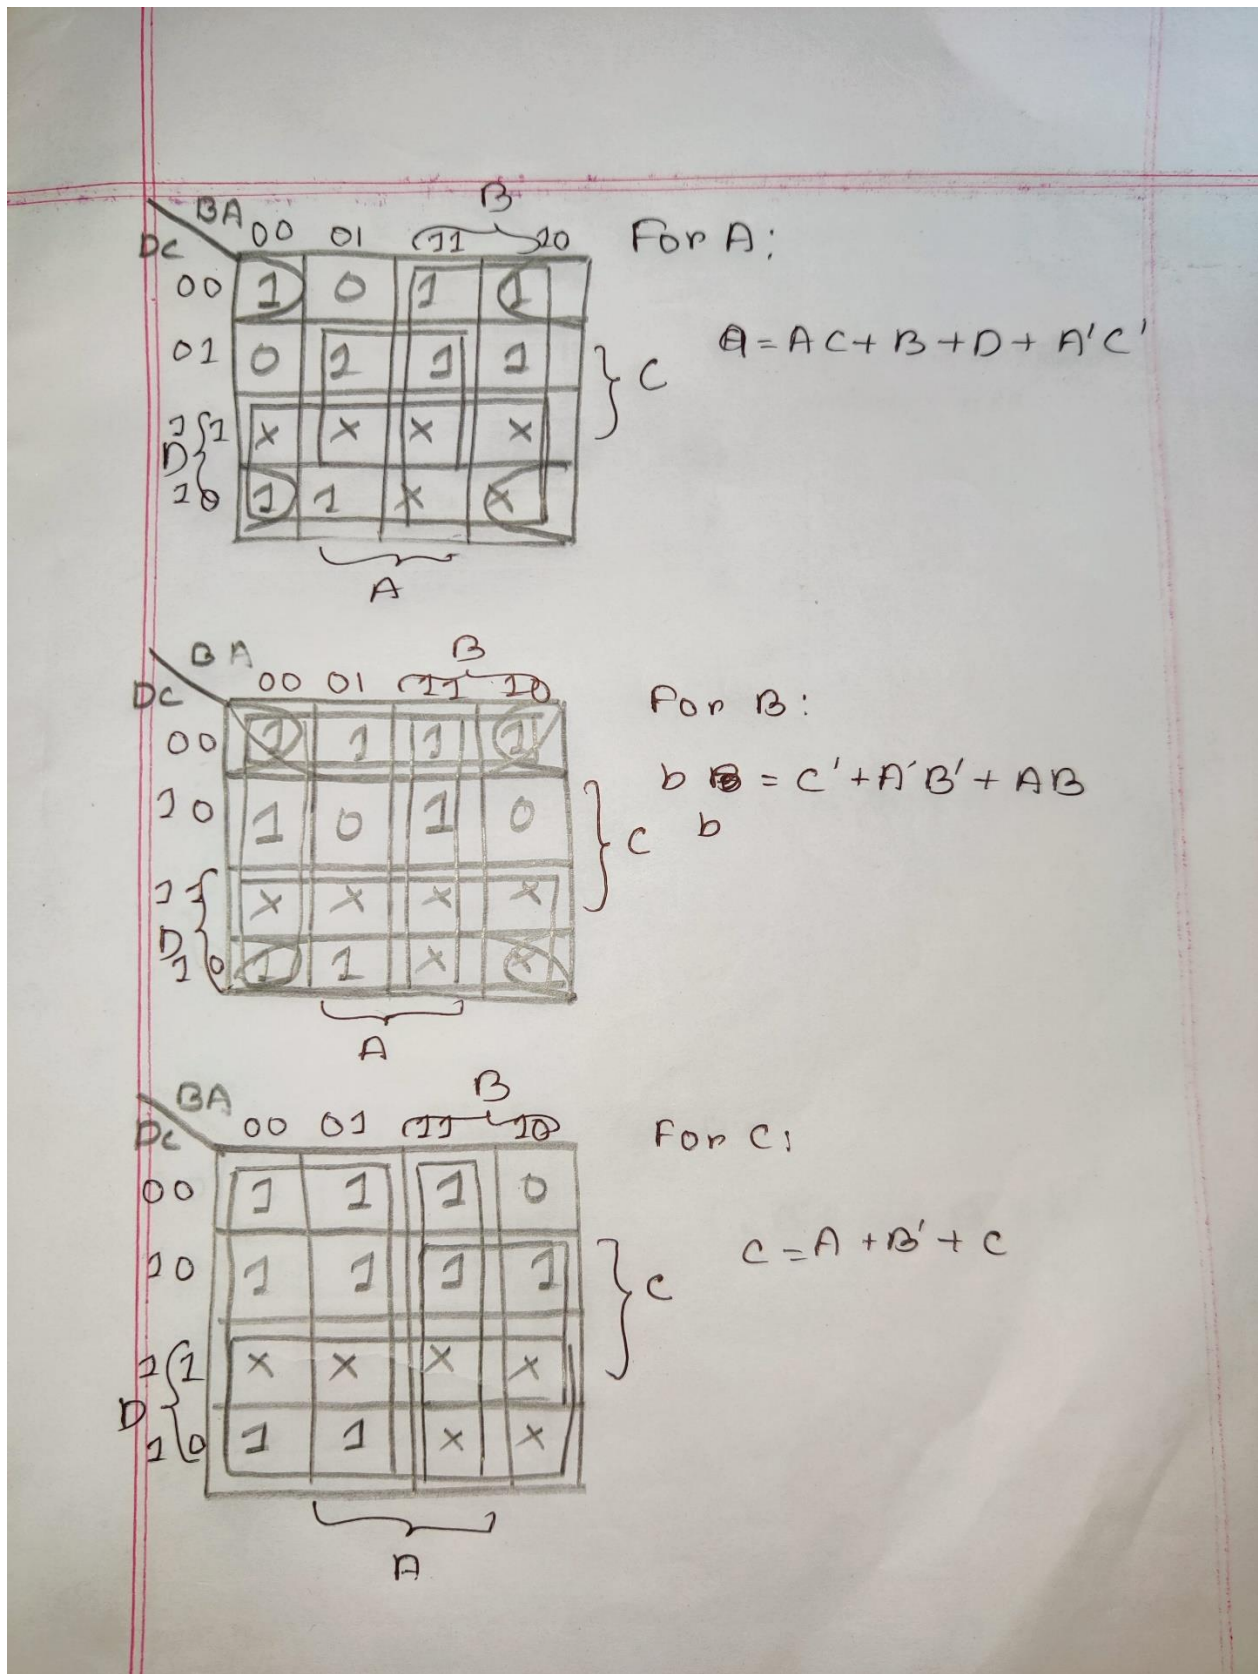 B
BA 00 01 11 10 For A:
DC
00 1 0 1 1
01 0 1 1 1 } C a = AC + B + D + A'C'
11 x x x x
D
10 1 1 x x
A
B
BA 00 01 11 10 For B:
DC
00 1 1 1 1
b = C' + A'B' + AB
10 1 0 1 0 } C b
11 x x x x
D
10 1 1 x x
A
B
BA 00 01 11 10 For C:
DC
00 1 1 1 0
C = A + B' + C
10 1 1 1 1 } C
11 x x x x
D
10 1 1 x x
A